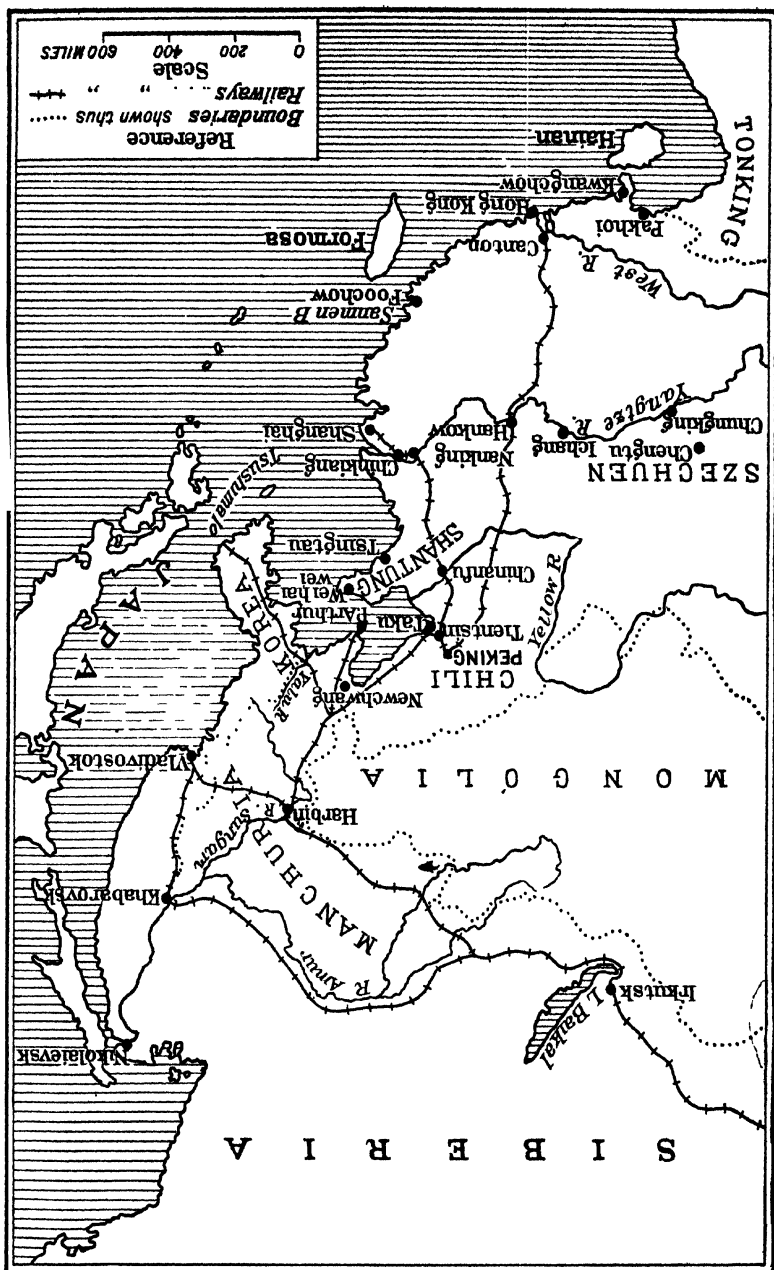 SIBERIA
Nikolaievsk
Irkutsk
L. Baikal
R. Amur
Khabarovsk
MANCHURIA
Sungari
R.
Harbin
MONGOLIA
Vladivostok
JAPAN
Newchwang
Yalu R
CHILI
PEKING
Tientsin
Taku
P. Arthur
KOREA
Wei hai
wei
Yellow R
Chinanfu
SHANTUNG
Tsingtau
Tsushima Is
SZECHUEN
Chengtu
Chungking
Ichang
Yangtze
R.
Hankow
Nanking
Chinkiang
Shanghai
Foochow
Sanmen B
Formosa
West
R.
Canton
Hong Kong
TONKING
Pakhoi
Kwangchow
Hainan
Reference
Boundaries shown thus ........
Railways " "
Scale
0 200 400 600 MILES